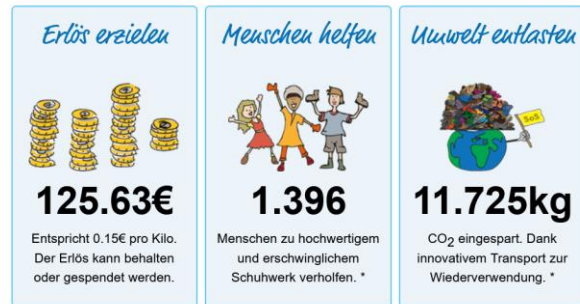 Erlös erzielen
125.63€
Entspricht 0.15€ pro Kilo.
Der Erlös kann behalten
oder gespendet werden.
Menschen helfen
1.396
Menschen zu hochwertigem
und erschwinglichem
Schuhwerk verholfen. *
Umwelt entlasten
SOS
11.725kg
CO₂ eingespart. Dank
innovativem Transport zur
Wiederverwendung. *